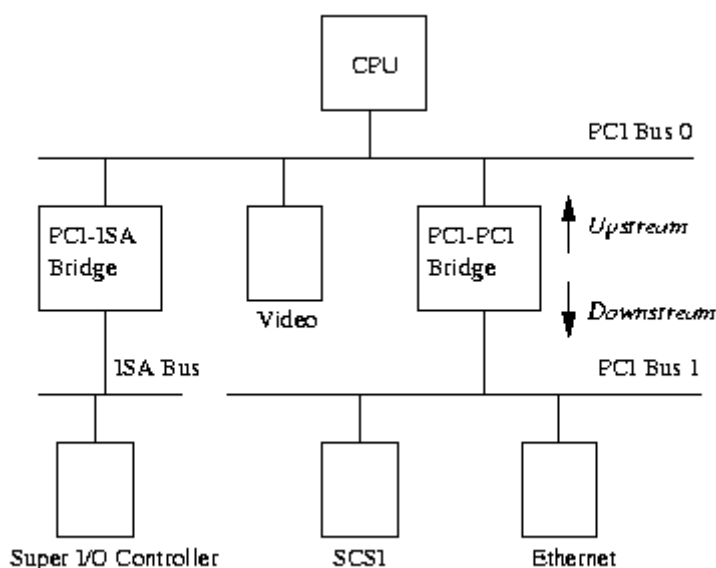 CPU
PCI Bus 0
PCI-ISA
Bridge
PCI-PCI
Bridge
Upstream
Downstream
Video
ISA Bus
PCI Bus 1
Super I/O Controller
SCSI
Ethernet